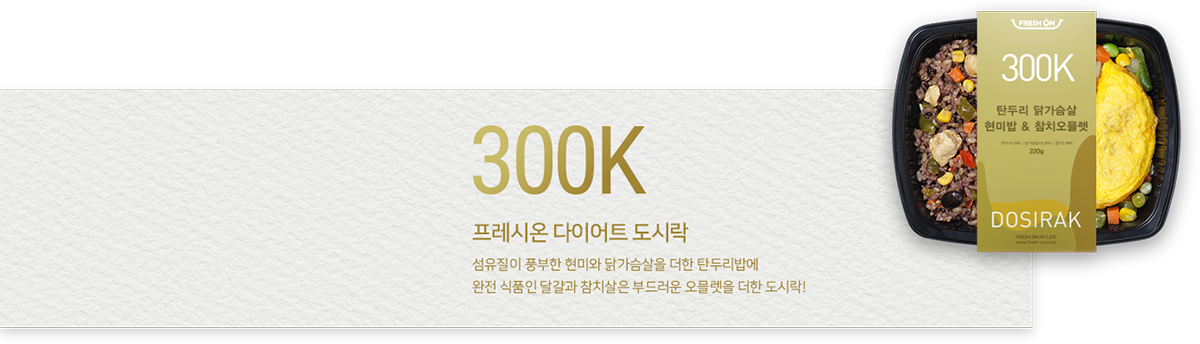 300K
프레시온 다이어트 도시락
섬유질이 풍부한 현미와 닭가슴살을 더한 탄두리밥에
완전 식품인 달걀과 참치살은 부드러운 오믈렛을 더한 도시락!
FRESH ON
300K
탄두리 닭가슴살
현미밥 & 참치오믈렛
220g
DOSIRAK